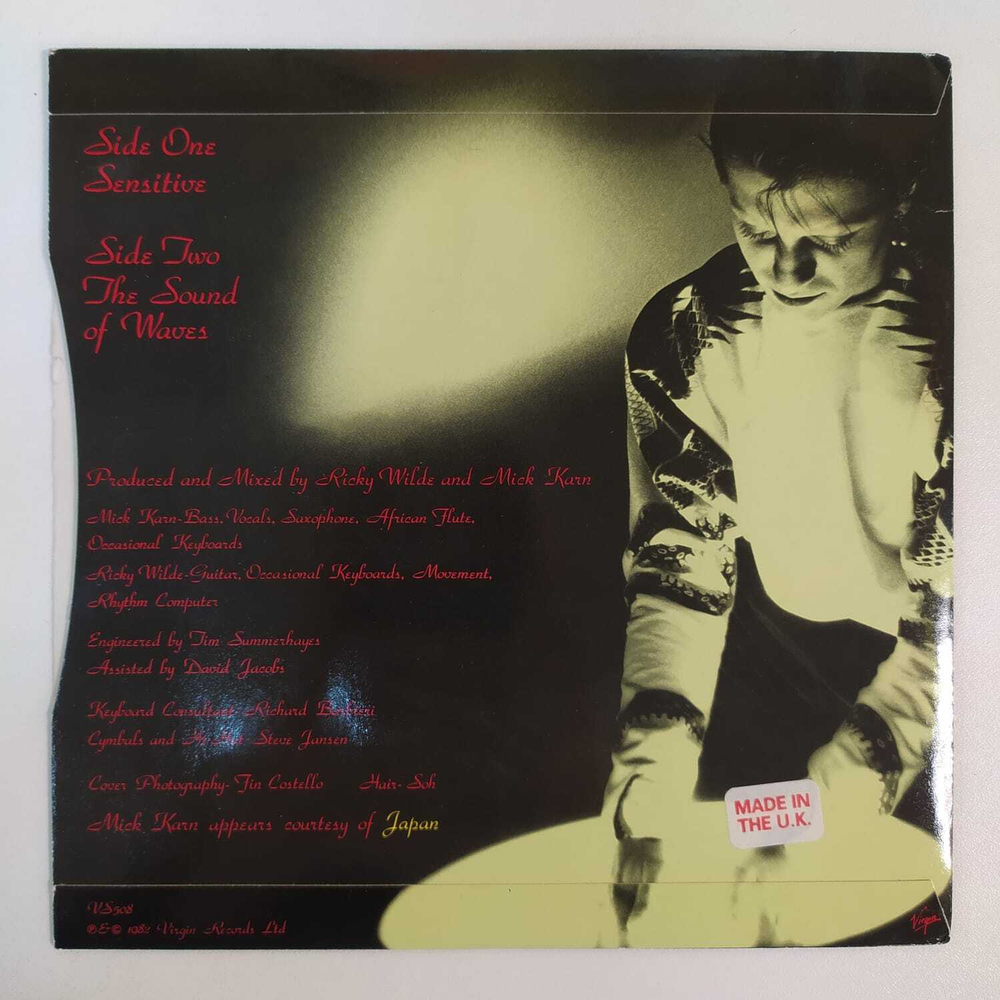 Side One
Sensitive
Side Two
The Sound
of Waves
Produced and Mixed by Ricky Wilde and Mick Karn
Mick Karn-Bass, Vocals, Saxophone, African Flute,
Occasional Keyboards
Ricky Wilde-Guitar, Occasional Keyboards, Movement,
Rhythm Computer
Engineered by Tim Summerhayes
Assisted by David Jacobs
Keyboard Consultant-Richard Barbieri
Cymbals and Steve Jansen
Cover Photography-Fin Costello Hair-Soh
Mick Karn appears courtesy of Japan
MADE IN
THE U.K.
VS508
℗&© 1982 Virgin Records Ltd
Virgin